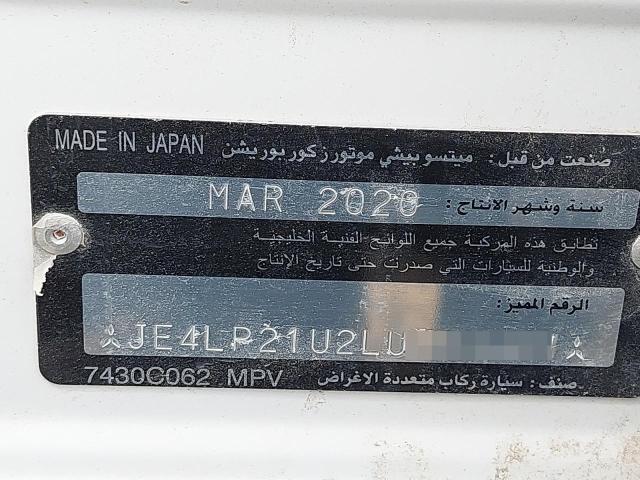 MADE IN JAPAN صنعت من قبل : ميتسوبيشي موتورز كوربوريشن
سنة وشهر الانتاج : MAR 2020
تطابق هذه المركبة جميع اللوائح الفنية الخليجية
والوطنية للسيارات التي صدرت حتى تاريخ الإنتاج
الرقم المميز:
JE4LP21U2LU
7430C062 MPV صنف : سيارة ركاب متعددة الاغراض